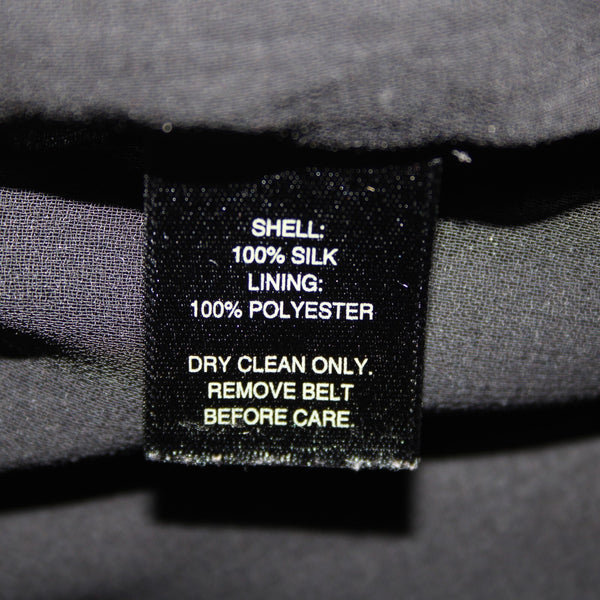 SHELL:
100% SILK
LINING:
100% POLYESTER
DRY CLEAN ONLY.
REMOVE BELT
BEFORE CARE.